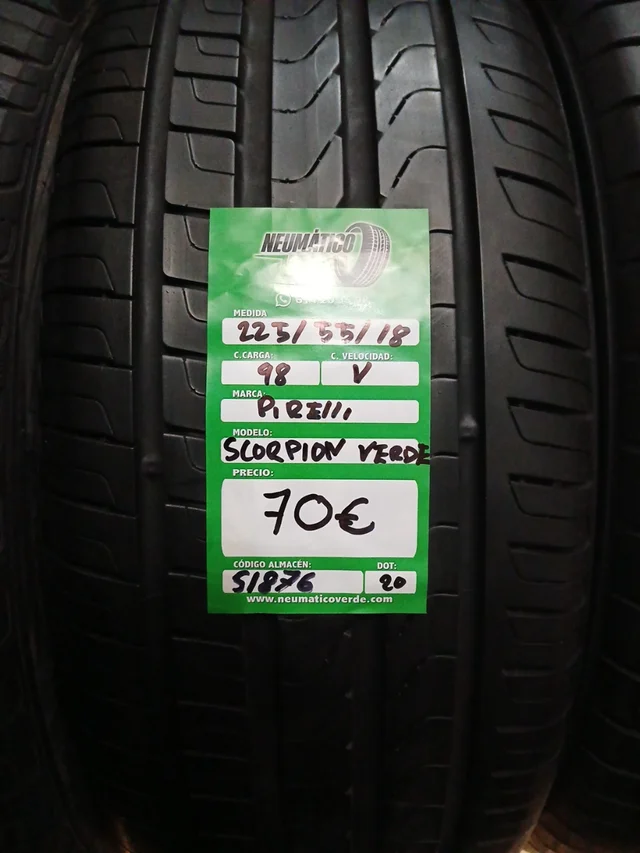 NEUMÁTICO
MEDIDA
225/55/18
C.CARGA: C. VELOCIDAD:
98 V
MARCA:
PIRELLI
MODELO:
SCORPION VERDE
PRECIO:
70€
CÓDIGO ALMACÉN: DOT:
S1876 20
www.neumaticoverde.com